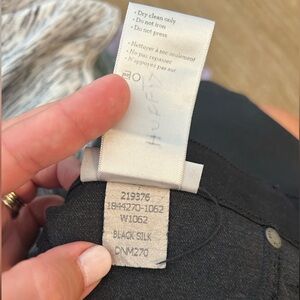 • Dry clean only
• Do not iron
• Do not press
• Nettoyer à sec seulement
• Ne pas repasser
• N'appuyez pas sur
219376
1844270-1062
W1062
BLACK SILK
DNM270